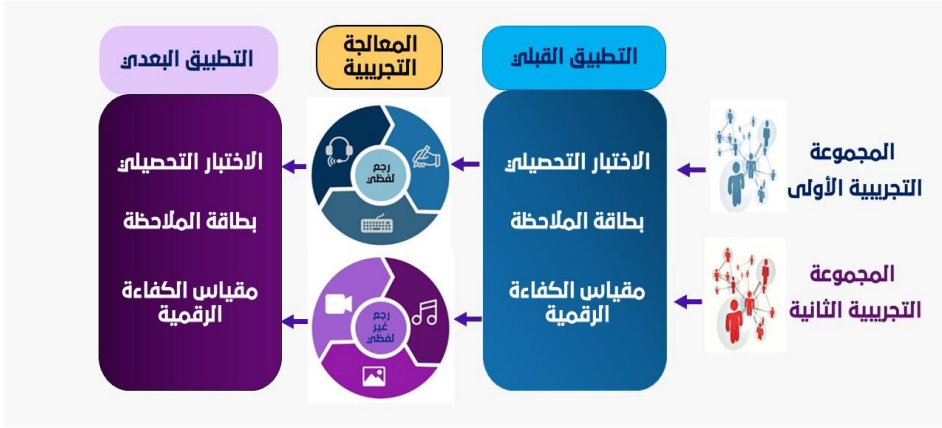 التطبيق القبلي
المعالجة
التجريبية
التطبيق البعدي
المجموعة
التجريبية الأولى
المجموعة
التجريبية الثانية
الاختبار التحصيلي
بطاقة الملاحظة
مقياس الكفاءة
الرقمية
رجع
لفظي
رجع
غير
لفظي
الاختبار التحصيلي
بطاقة الملاحظة
مقياس الكفاءة
الرقمية